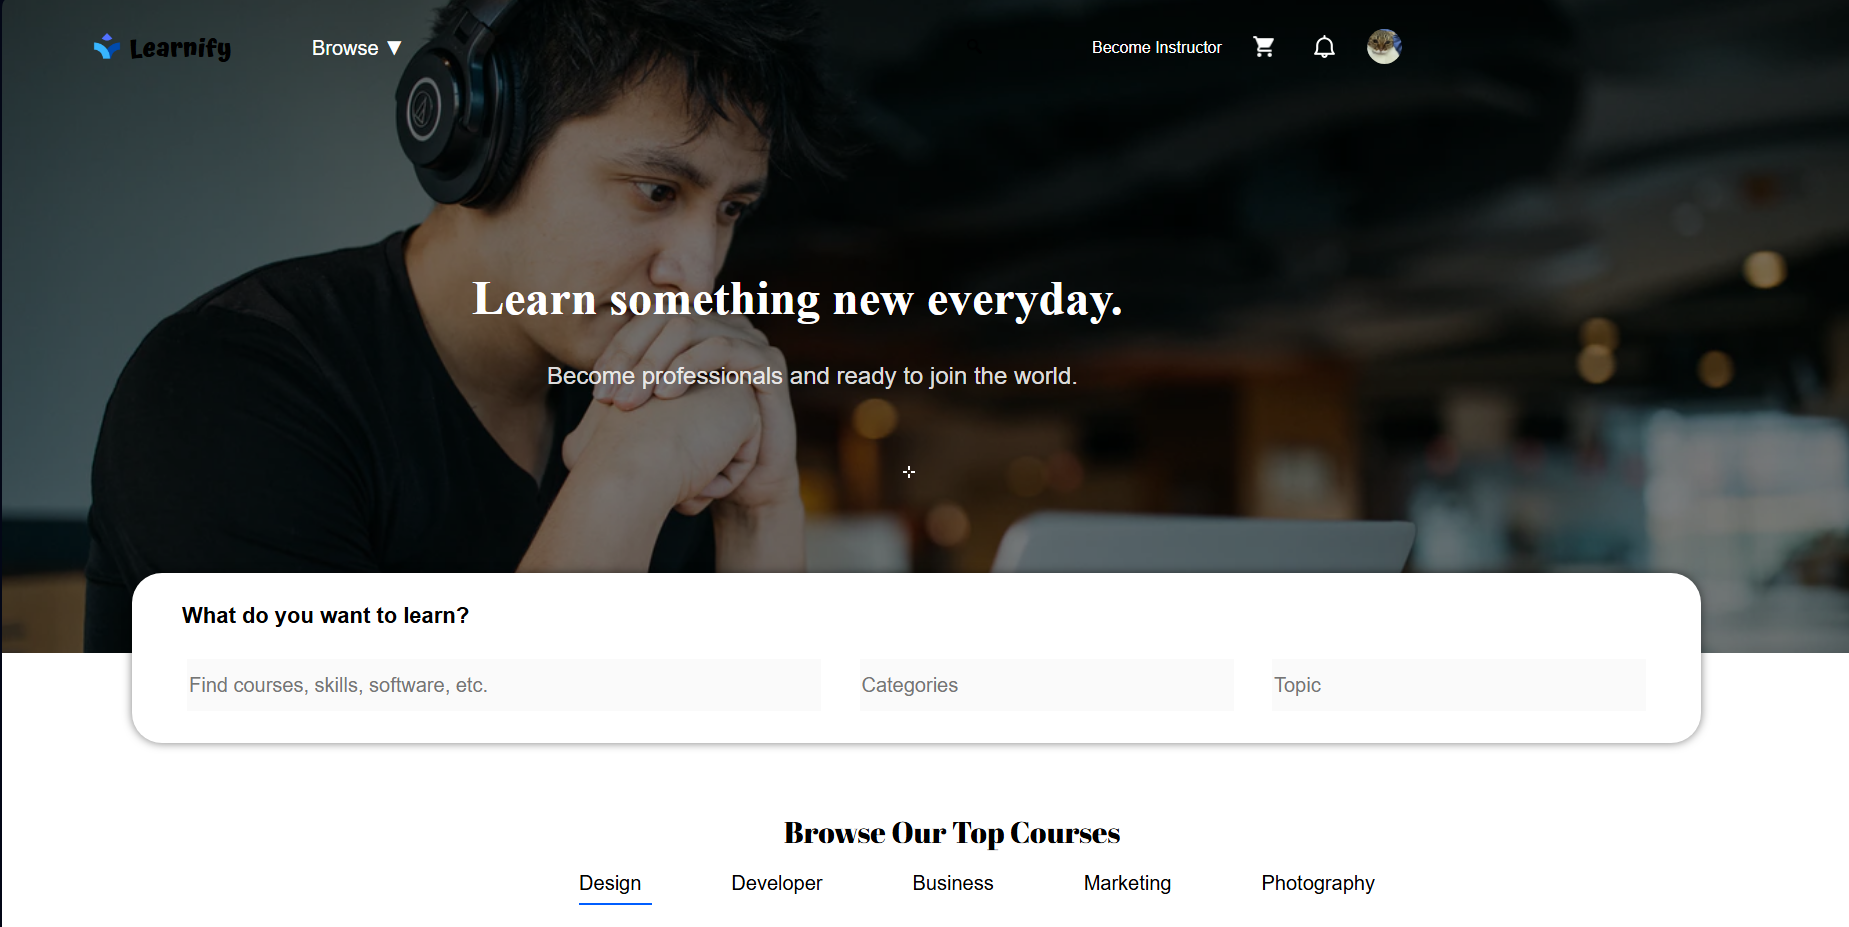 Learnify
Browse ▼
Become Instructor
Learn something new everyday.
Become professionals and ready to join the world.
What do you want to learn?
Find courses, skills, software, etc.
Categories
Topic
Browse Our Top Courses
Design
Developer
Business
Marketing
Photography